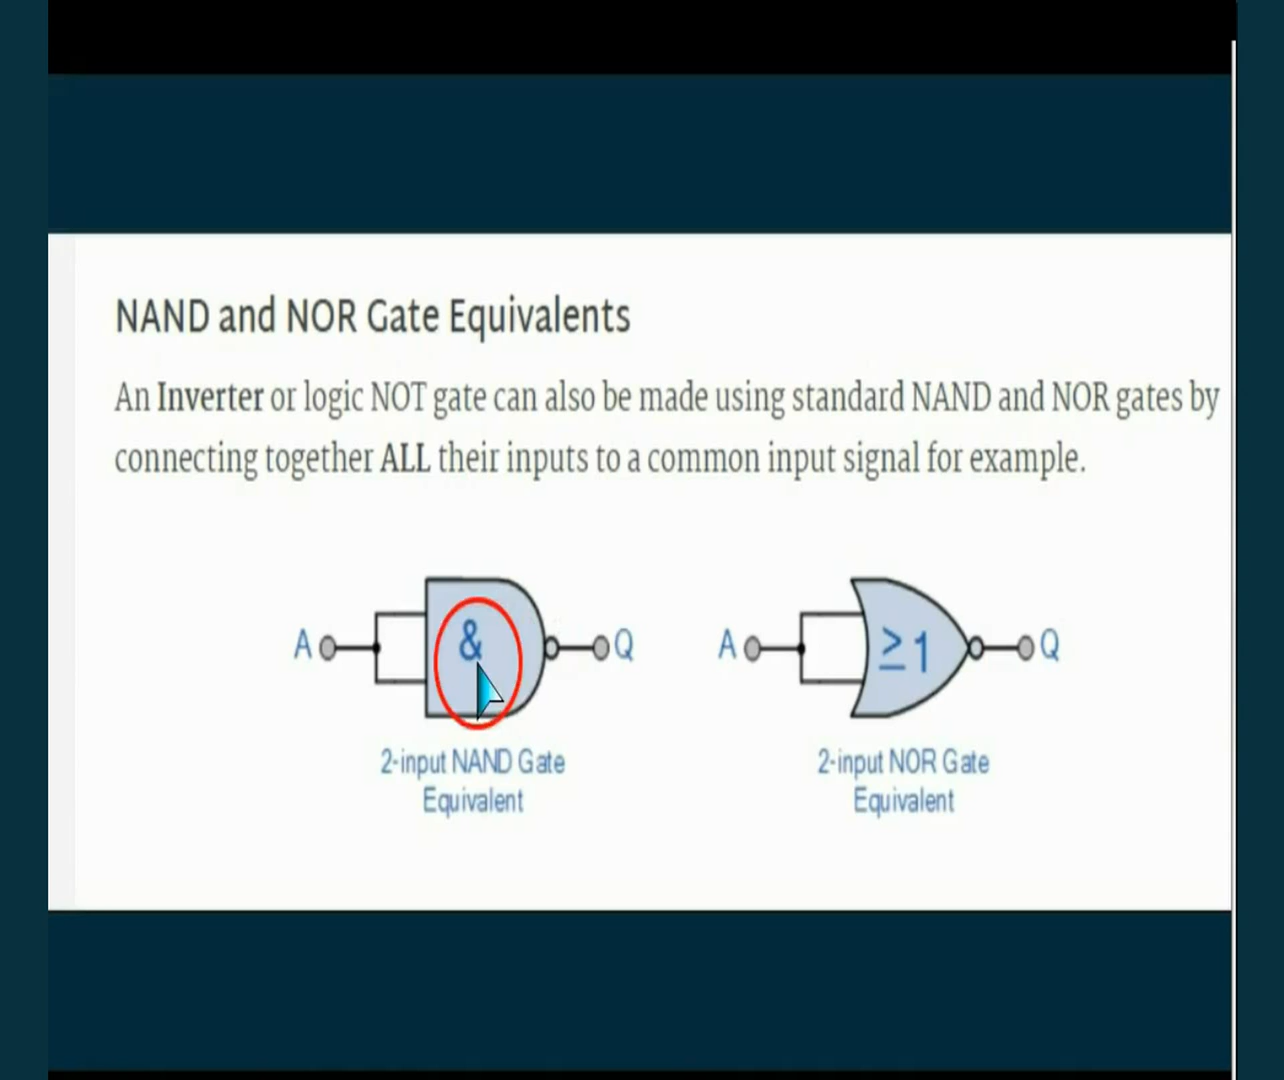 NAND and NOR Gate Equivalents
An Inverter or logic NOT gate can also be made using standard NAND and NOR gates by
connecting together ALL their inputs to a common input signal for example.
A & Q A ≥1 Q
2-input NAND Gate 2-input NOR Gate
Equivalent Equivalent